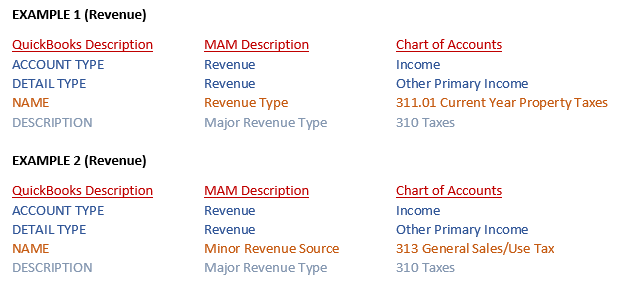 EXAMPLE 1 (Revenue)
QuickBooks Description MAM Description Chart of Accounts
ACCOUNT TYPE Revenue Income
DETAIL TYPE Revenue Other Primary Income
NAME Revenue Type 311.01 Current Year Property Taxes
DESCRIPTION Major Revenue Type 310 Taxes
EXAMPLE 2 (Revenue)
QuickBooks Description MAM Description Chart of Accounts
ACCOUNT TYPE Revenue Income
DETAIL TYPE Revenue Other Primary Income
NAME Minor Revenue Source 313 General Sales/Use Tax
DESCRIPTION Major Revenue Type 310 Taxes